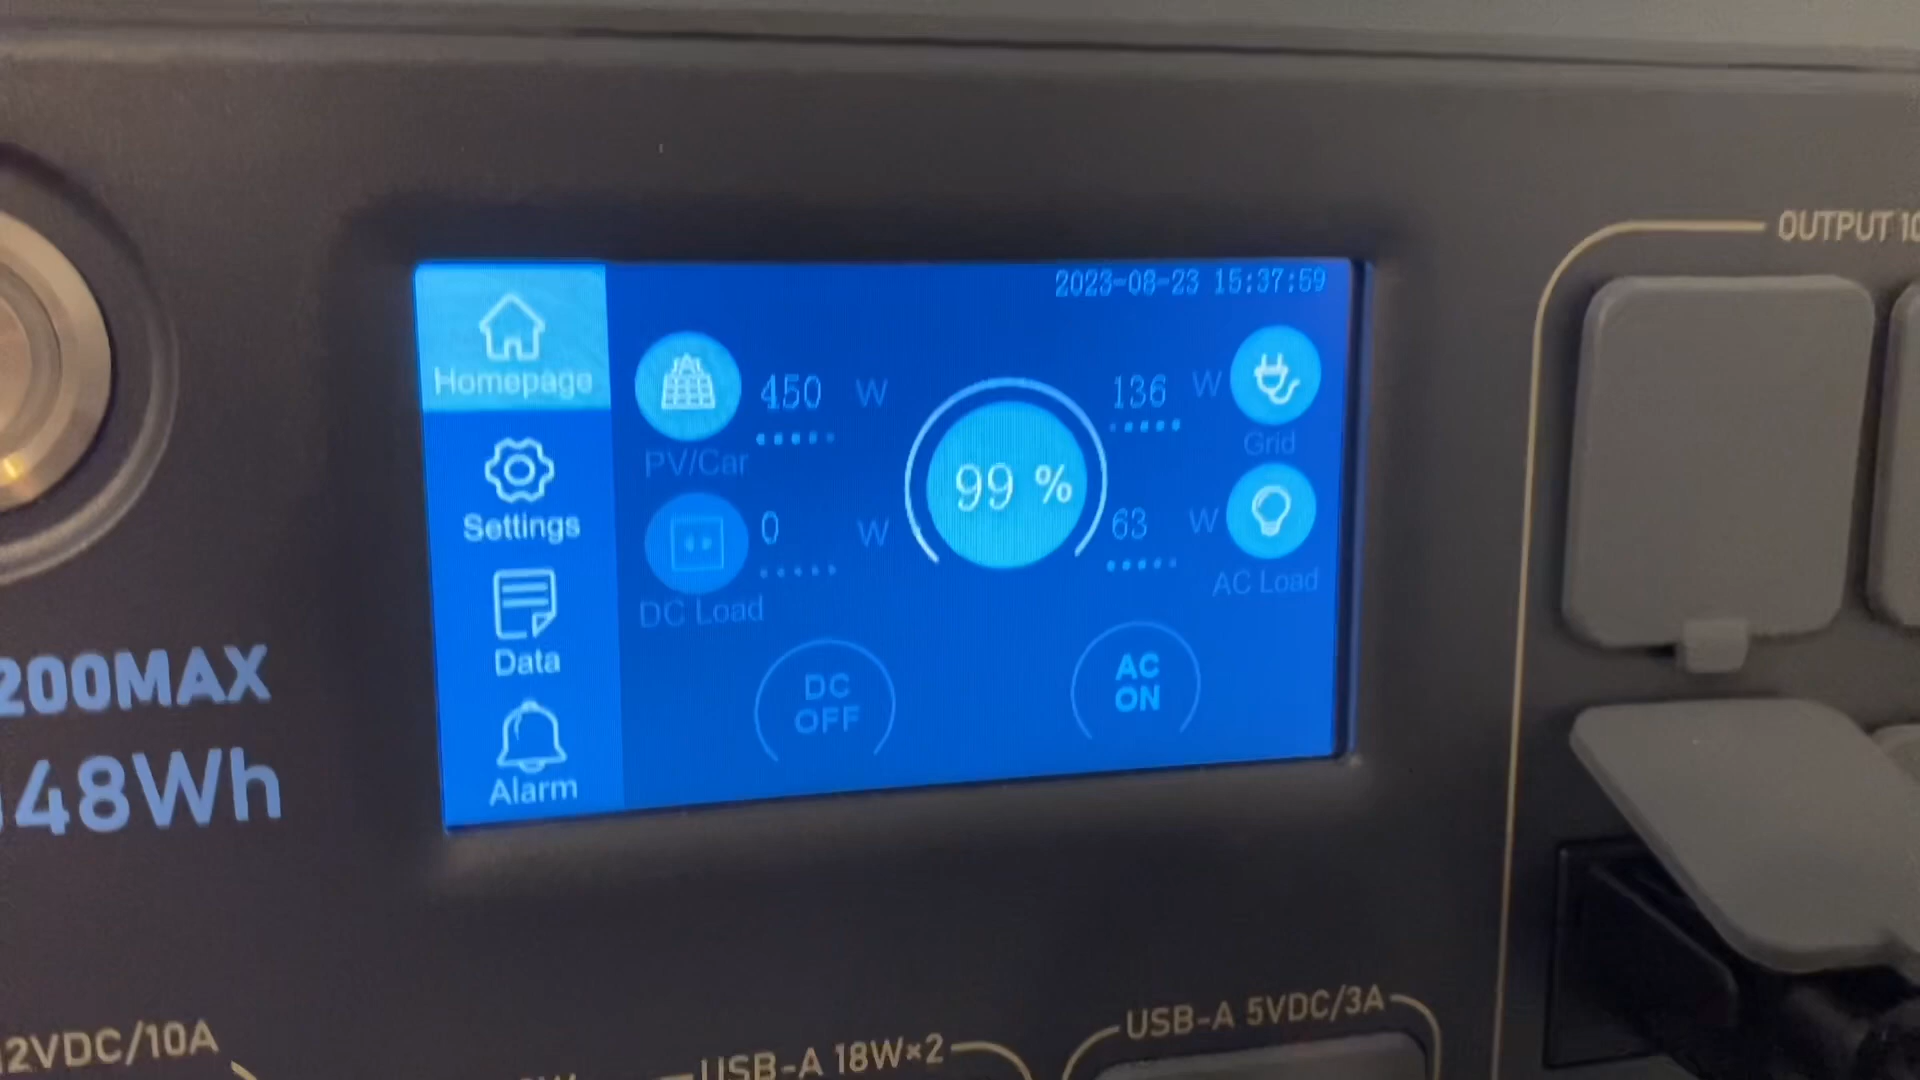 2023-08-23 15:37:59
Homepage
Settings
Data
Alarm
450 W
PV/Car
0 W
DC Load
99 %
136 W
Grid
63 W
AC Load
DC
OFF
AC
ON
200MAX
48Wh
OUTPUT
2VDC/10A
USB-A 18W×2
USB-A 5VDC/3A